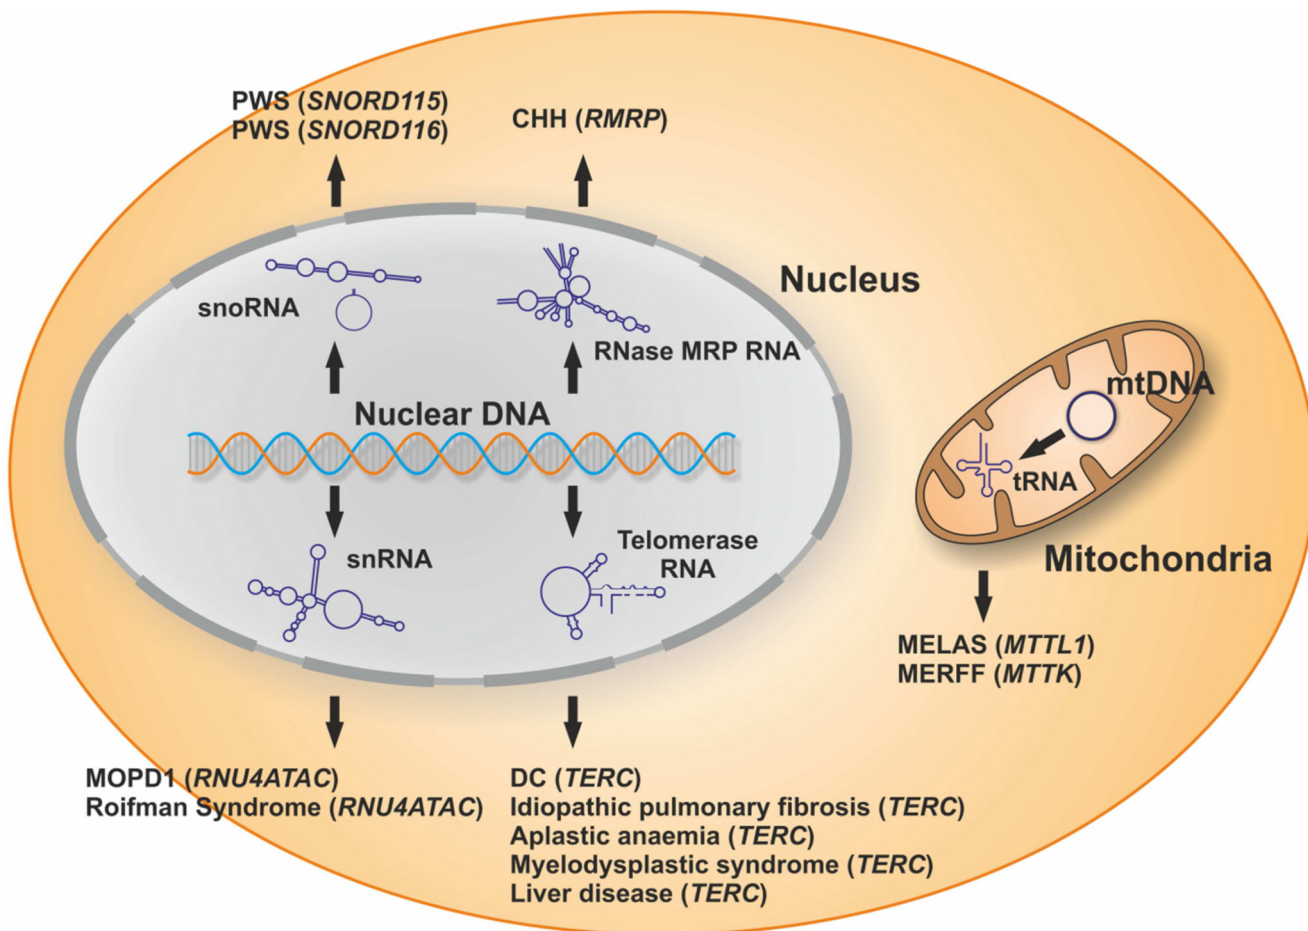 PWS (SNORD115)
PWS (SNORD116)
CHH (RMRP)
Nucleus
snoRNA
RNase MRP RNA
Nuclear DNA
mtDNA
tRNA
snRNA
Telomerase
RNA
Mitochondria
MELAS (MTTL1)
MERFF (MTTK)
MOPD1 (RNU4ATAC)
Roifman Syndrome (RNU4ATAC)
DC (TERC)
Idiopathic pulmonary fibrosis (TERC)
Aplastic anaemia (TERC)
Myelodysplastic syndrome (TERC)
Liver disease (TERC)